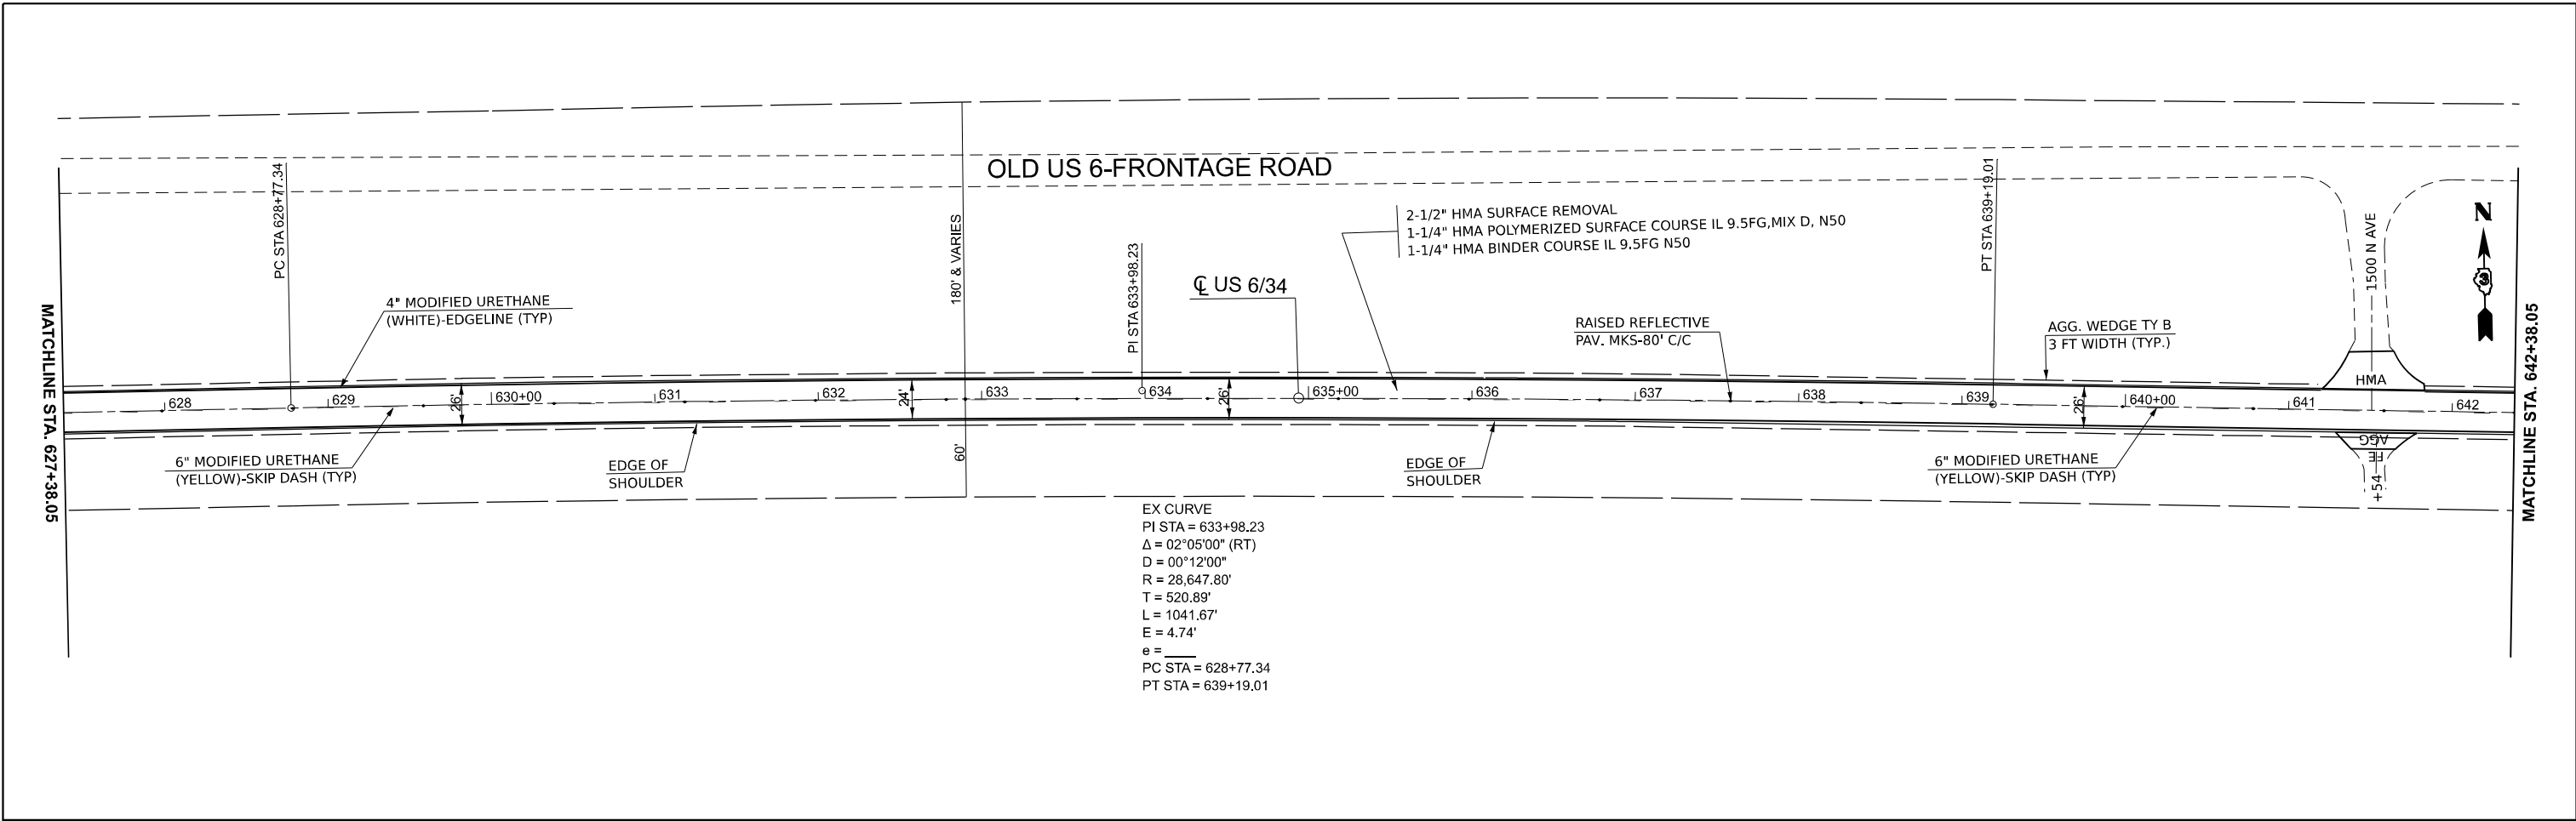 OLD US 6-FRONTAGE ROAD
PC STA 628+77.34
180' & VARIES
PI STA 633+98.23
2-1/2" HMA SURFACE REMOVAL
1-1/4" HMA POLYMERIZED SURFACE COURSE IL 9.5FG,MIX D, N50
1-1/4" HMA BINDER COURSE IL 9.5FG N50
PT STA 639+19.01
1500 N AVE
N
3
℄ US 6/34
4" MODIFIED URETHANE
(WHITE)-EDGELINE (TYP)
RAISED REFLECTIVE
PAV. MKS-80' C/C
AGG. WEDGE TY B
3 FT WIDTH (TYP.)
MATCHLINE STA. 627+38.05
MATCHLINE STA. 642+38.05
628
629
26'
630+00
631
632
24'
633
634
26'
635+00
636
637
638
639
26'
640+00
641
HMA
642
6" MODIFIED URETHANE
(YELLOW)-SKIP DASH (TYP)
EDGE OF
SHOULDER
60'
EDGE OF
SHOULDER
6" MODIFIED URETHANE
(YELLOW)-SKIP DASH (TYP)
AGG
FE
+54
EX CURVE
PI STA = 633+98.23
Δ = 02°05'00" (RT)
D = 00°12'00"
R = 28,647.80'
T = 520.89'
L = 1041.67'
E = 4.74'
e = ____
PC STA = 628+77.34
PT STA = 639+19.01